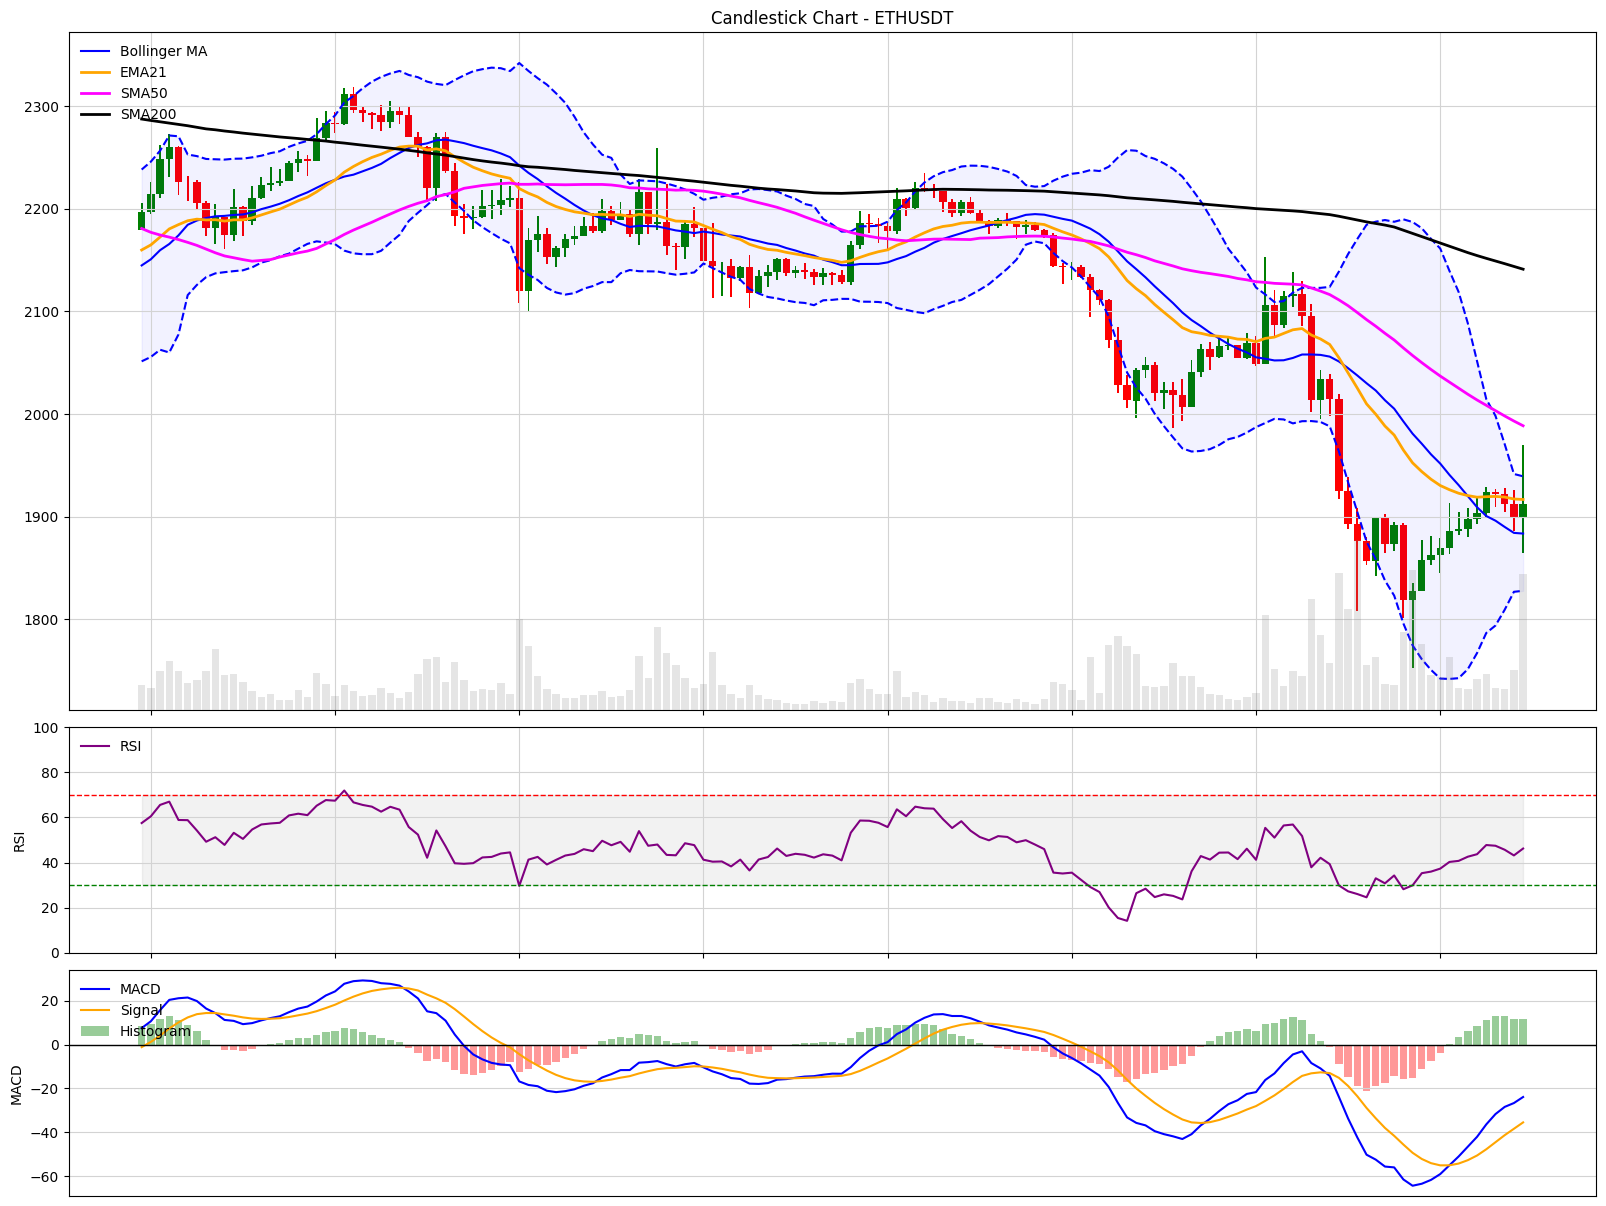 Candlestick Chart - ETHUSDT
Bollinger MA
EMA21
SMA50
SMA200
2300
2200
2100
2000
1900
1800
RSI
100
80
60
40
20
0
RSI
MACD
Signal
Histogram
20
0
−20
−40
−60
MACD